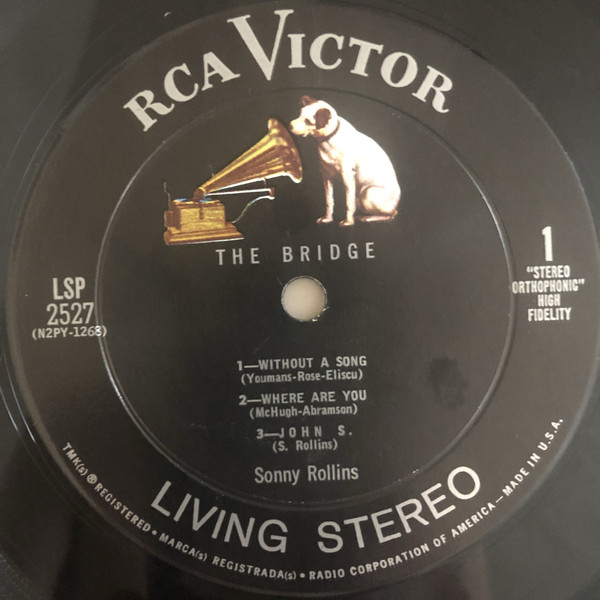 RCA VICTOR
THE BRIDGE
LSP
2527
(N2PY-1268)
1
"STEREO
ORTHOPHONIC"
HIGH
FIDELITY
1—WITHOUT A SONG
(Youmans-Rose-Eliscu)
2—WHERE ARE YOU
(McHugh-Abramson)
3—JOHN S.
(S. Rollins)
Sonny Rollins
LIVING STEREO
TMK(s) ® REGISTERED • MARCA(s) REGISTRADA(s) • RADIO CORPORATION OF AMERICA—MADE IN U.S.A.